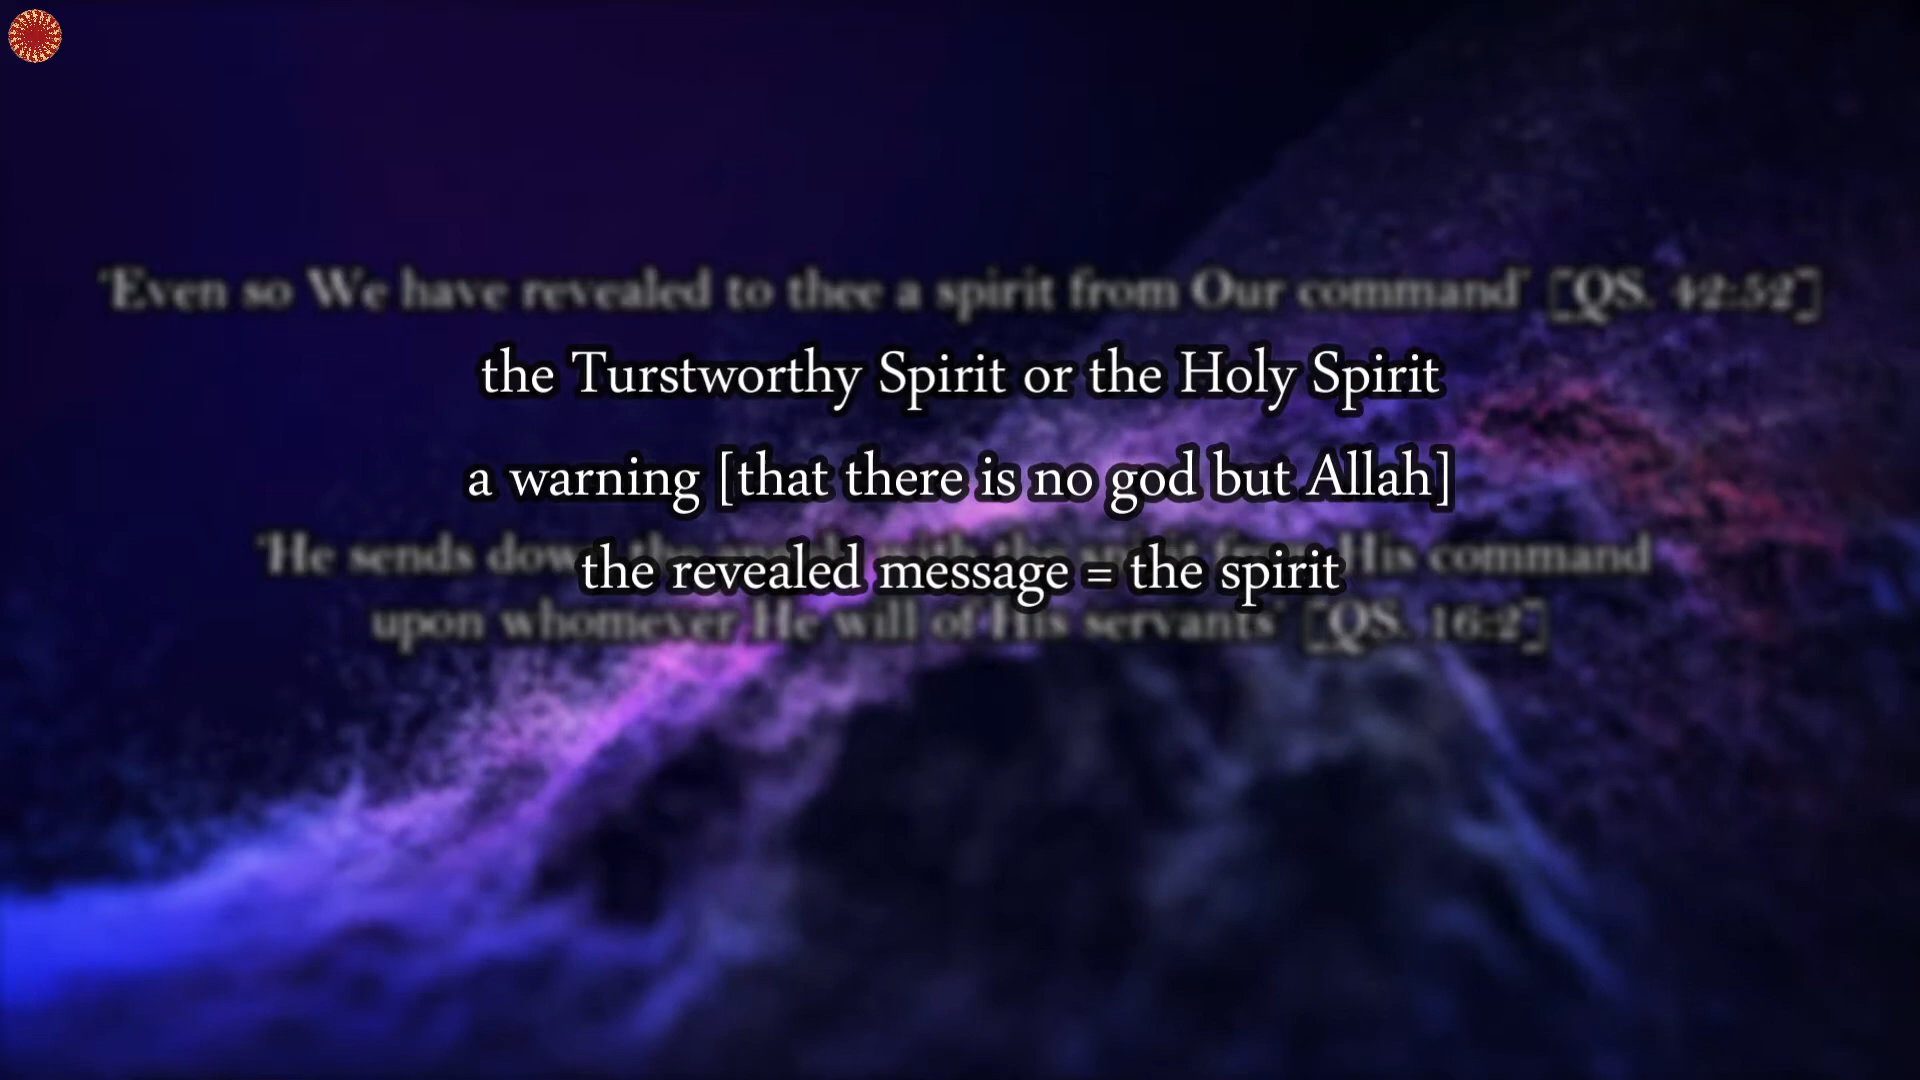 'Even so We have revealed to thee a spirit from Our command' [QS. 42:52]
the Turstworthy Spirit or the Holy Spirit
a warning [that there is no god but Allah]
'He sends down His command
the revealed message = the spirit
upon whomever He will of His servants' [QS. 16:2]